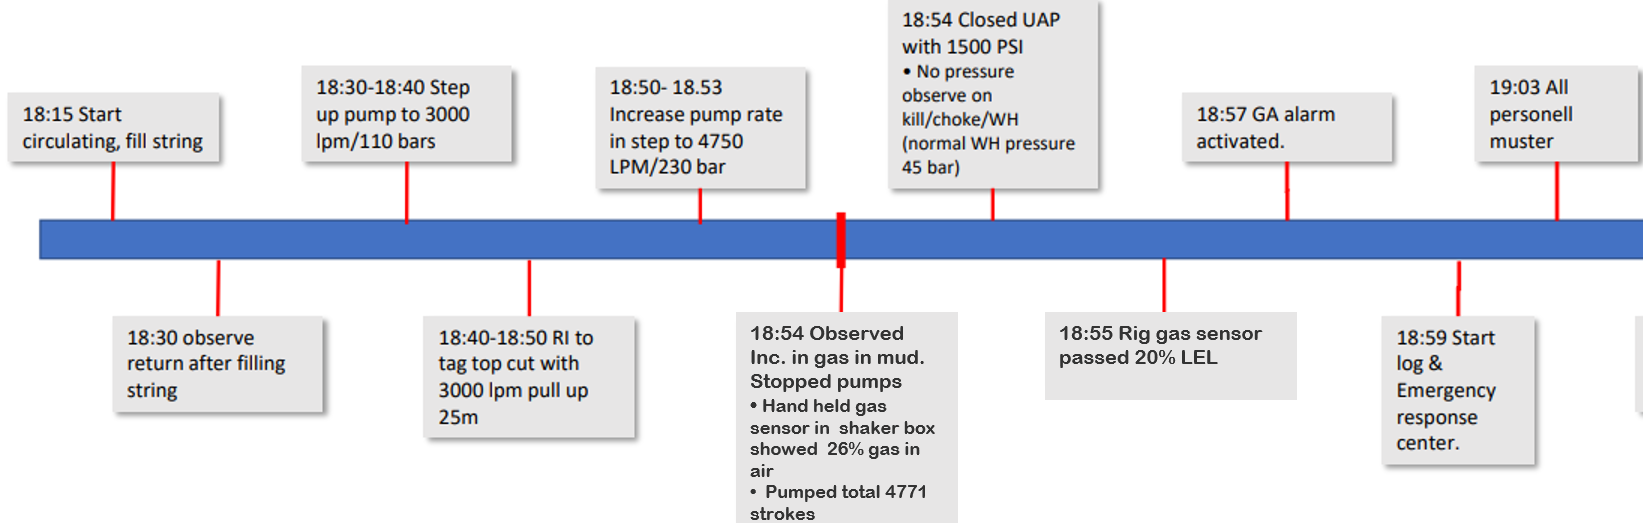 18:15 Start
circulating, fill string
18:30 observe
return after filling
string
18:30-18:40 Step
up pump to 3000
lpm/110 bars
18:40-18:50 RI to
tag top cut with
3000 lpm pull up
25m
18:50- 18.53
Increase pump rate
in step to 4750
LPM/230 bar
18:54 Observed
Inc. in gas in mud.
Stopped pumps
• Hand held gas
sensor in shaker box
showed 26% gas in
air
• Pumped total 4771
strokes
18:54 Closed UAP
with 1500 PSI
• No pressure
observe on
kill/choke/WH
(normal WH pressure
45 bar)
18:55 Rig gas sensor
passed 20% LEL
18:57 GA alarm
activated.
18:59 Start
log &
Emergency
response
center.
19:03 All
personell
muster